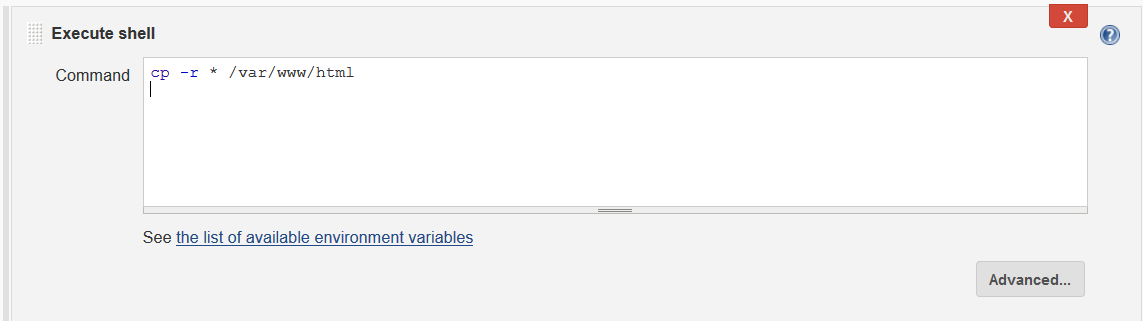 X
Execute shell
?
Command
cp -r * /var/www/html
See the list of available environment variables
Advanced...